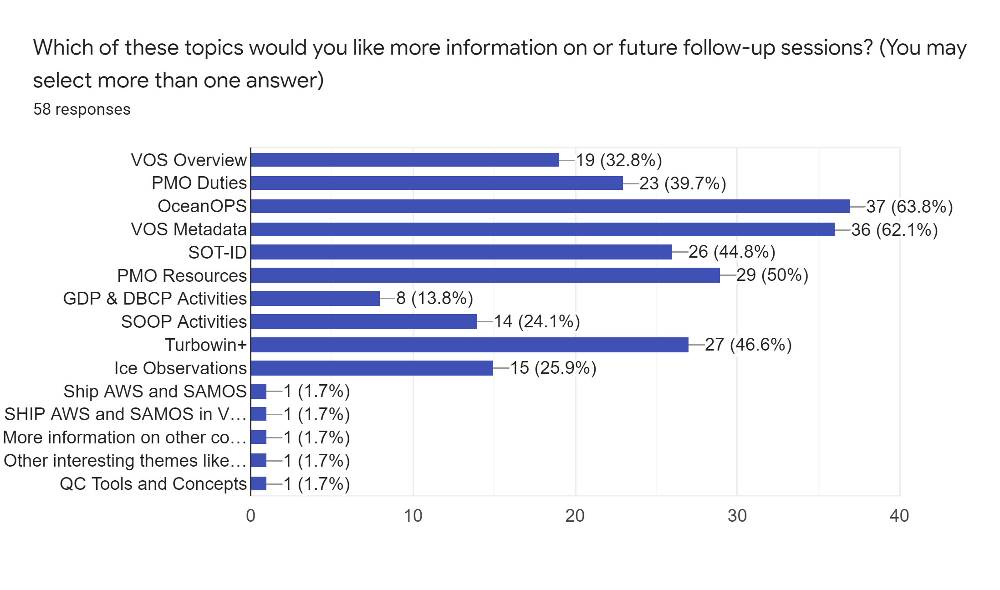 Which of these topics would you like more information on or future follow-up sessions? (You may
select more than one answer)
58 responses
VOS Overview 19 (32.8%)
PMO Duties 23 (39.7%)
OceanOPS 37 (63.8%)
VOS Metadata 36 (62.1%)
SOT-ID 26 (44.8%)
PMO Resources 29 (50%)
GDP & DBCP Activities 8 (13.8%)
SOOP Activities 14 (24.1%)
Turbowin+ 27 (46.6%)
Ice Observations 15 (25.9%)
Ship AWS and SAMOS 1 (1.7%)
SHIP AWS and SAMOS in V… 1 (1.7%)
More information on other co… 1 (1.7%)
Other interesting themes like… 1 (1.7%)
QC Tools and Concepts 1 (1.7%)
0 10 20 30 40